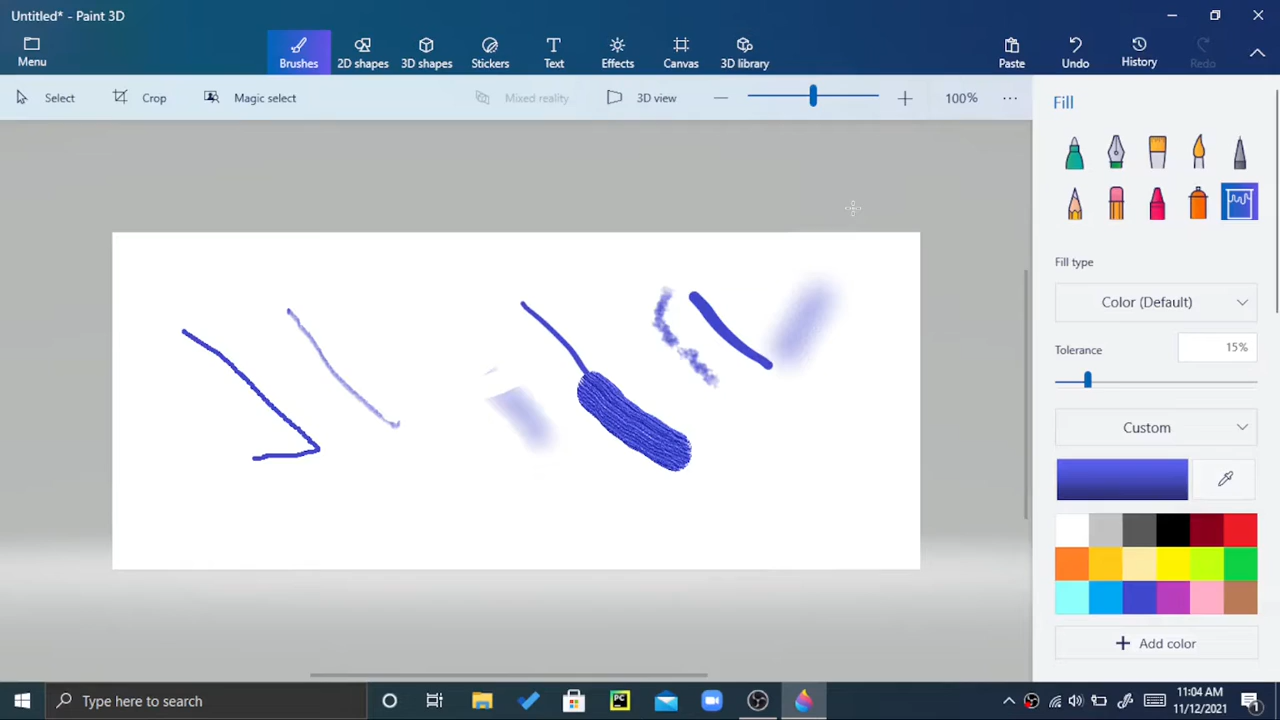 Untitled* - Paint 3D
Menu
Brushes
2D shapes
3D shapes
Stickers
Text
Effects
Canvas
3D library
Paste
Undo
History
Redo
Select
Crop
Magic select
Mixed reality
3D view
100%
Fill
Fill type
Color (Default)
Tolerance
15%
Custom
Add color
Type here to search
PC
11:04 AM
11/12/2021
1